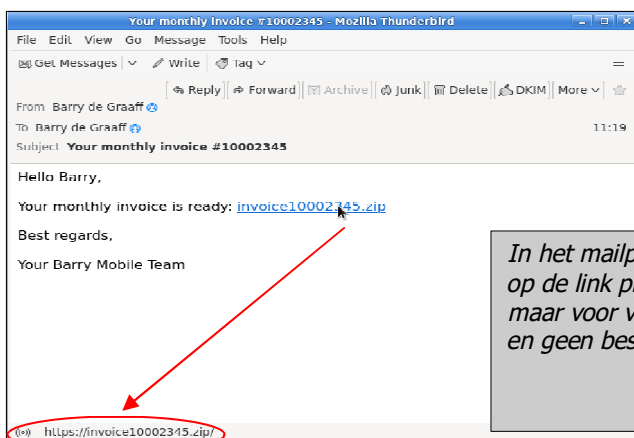 Your monthly invoice #10002345 - Mozilla Thunderbird
File Edit View Go Message Tools Help
Get Messages Write Tag
Reply Forward Archive Junk Delete DKIM More
From Barry de Graaff
To Barry de Graaff 11:19
Subject Your monthly invoice #10002345
Hello Barry,
Your monthly invoice is ready: invoice10002345.zip
Best regards,
Your Barry Mobile Team
In het mailp
op de link p
maar voor v
en geen bes
https://invoice10002345.zip/